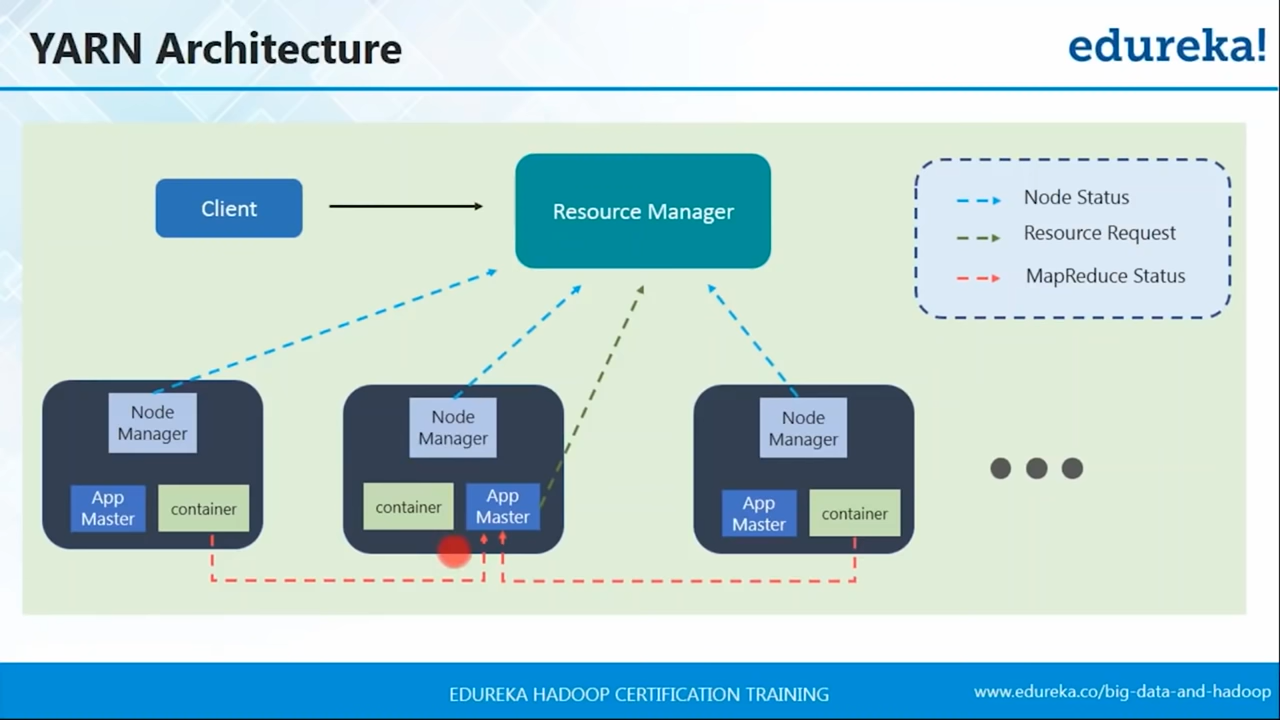 YARN Architecture
edureka!
Client
Resource Manager
Node Status
Resource Request
MapReduce Status
Node
Manager
App
Master
container
Node
Manager
container
App
Master
Node
Manager
App
Master
container
EDUREKA HADOOP CERTIFICATION TRAINING
www.edureka.co/big-data-and-hadoop